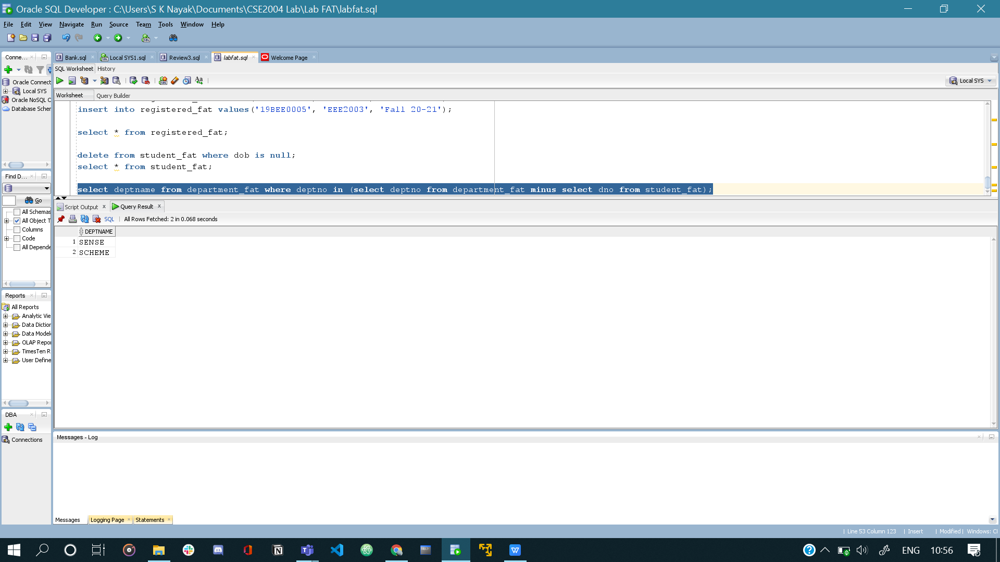 Oracle SQL Developer : C:\Users\S K Nayak\Documents\CSE2004 Lab\Lab FAT\labfat.sql
File Edit View Navigate Run Source Team Tools Window Help
Conne...
Bank.sql Local SYS1.sql Review3.sql labfat.sql Welcome Page
SQL Worksheet History
Oracle Connect
Local SYS
Oracle NoSQL C
Database Schem
Local SYS
Worksheet Query Builder
insert into registered_fat values('19BEE0005', 'EEE2003', 'Fall 20-21');
select * from registered_fat;
delete from student_fat where dob is null;
select * from student_fat;
select deptname from department_fat where deptno in (select deptno from department_fat minus select dno from student_fat);
Find D...
Go
All Schemas
All Object T
Columns
Code
All Depende
Script Output Query Result
SQL All Rows Fetched: 2 in 0.068 seconds
DEPTNAME
1 SENSE
2 SCHEME
Reports
All Reports
Analytic Vie
Data Diction
Data Modele
OLAP Repor
TimesTen R
User Define
DBA
Connections
Messages - Log
Messages Logging Page Statements
Line 53 Column 123 Insert Modified Windows: Cl
ENG 10:56